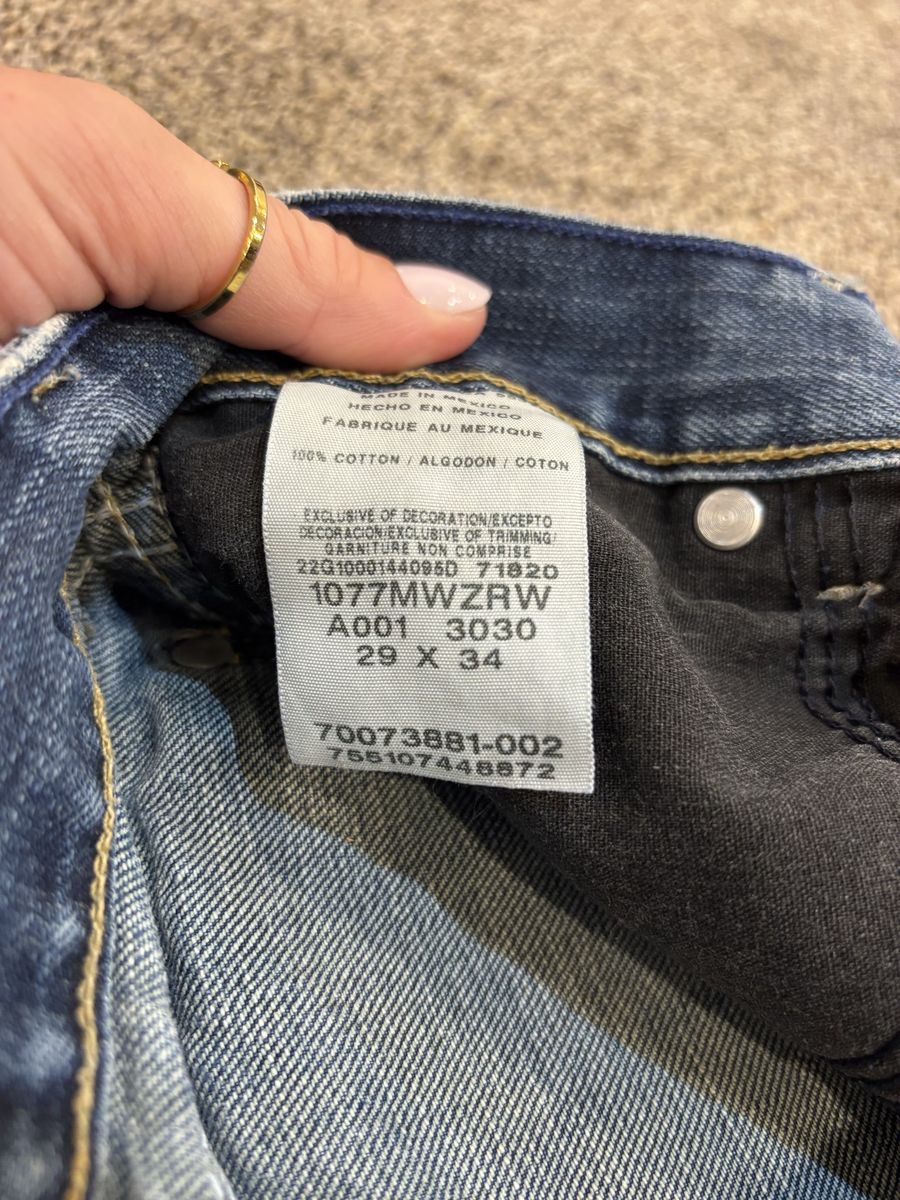 MADE IN MEXICO
HECHO EN MEXICO
FABRIQUE AU MEXIQUE
100% COTTON / ALGODON / COTON
EXCLUSIVE OF DECORATION/EXCEPTO
DECORACION/EXCLUSIVE OF TRIMMING/
GARNITURE NON COMPRISE
22G1000144095D 71820
1077MWZRW
A001 3030
29 X 34
70073881-002
755107448872